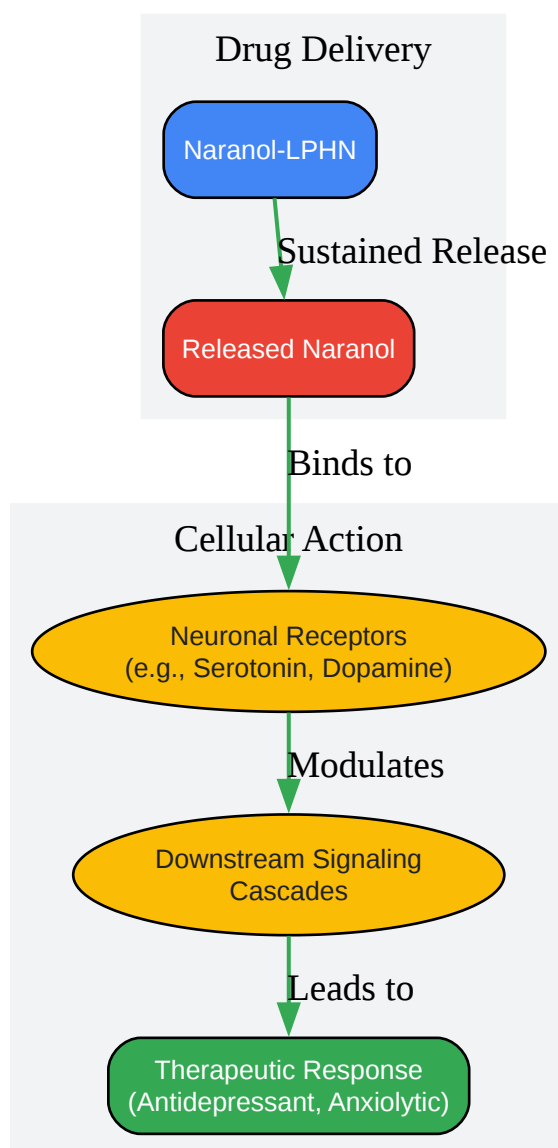 Drug Delivery
Naranol-LPHN
Sustained Release
Released Naranol
Binds to
Cellular Action
Neuronal Receptors
(e.g., Serotonin, Dopamine)
Modulates
Downstream Signaling
Cascades
Leads to
Therapeutic Response
(Antidepressant, Anxiolytic)